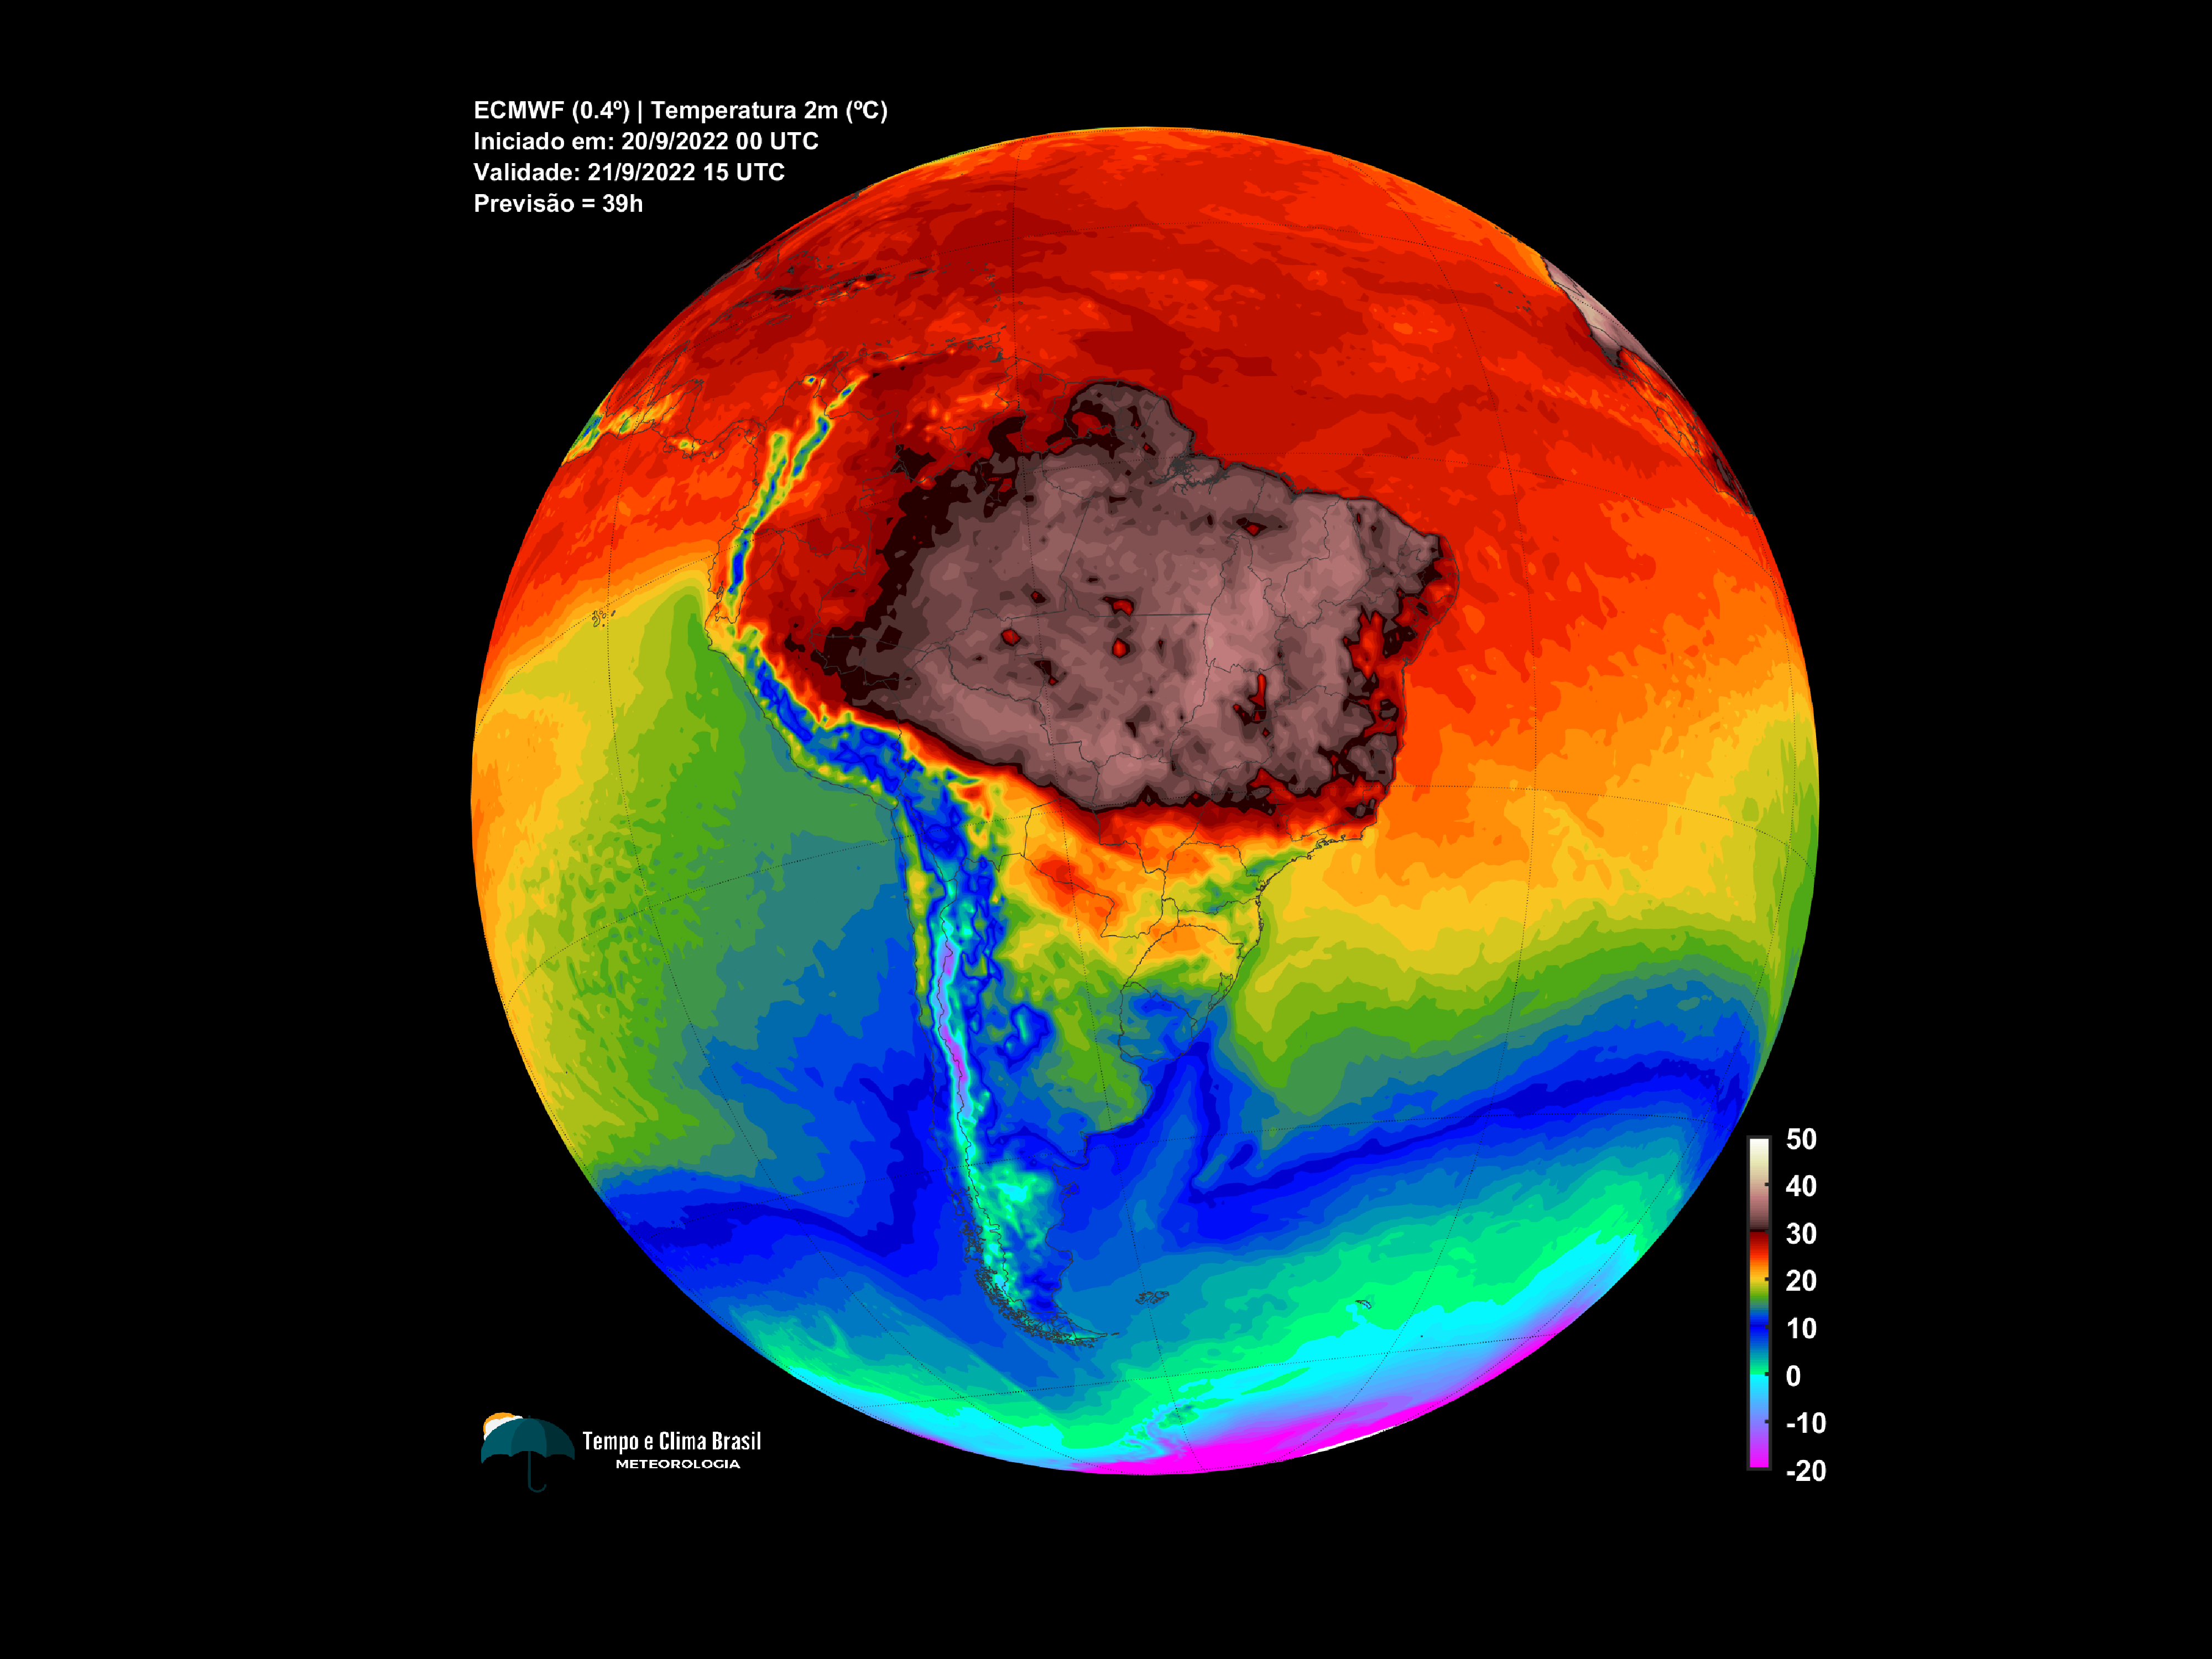 ECMWF (0.4º) | Temperatura 2m (ºC)
Iniciado em: 20/9/2022 00 UTC
Validade: 21/9/2022 15 UTC
Previsão = 39h
50
40
30
20
10
0
-10
-20
Tempo e Clima Brasil
METEOROLOGIA